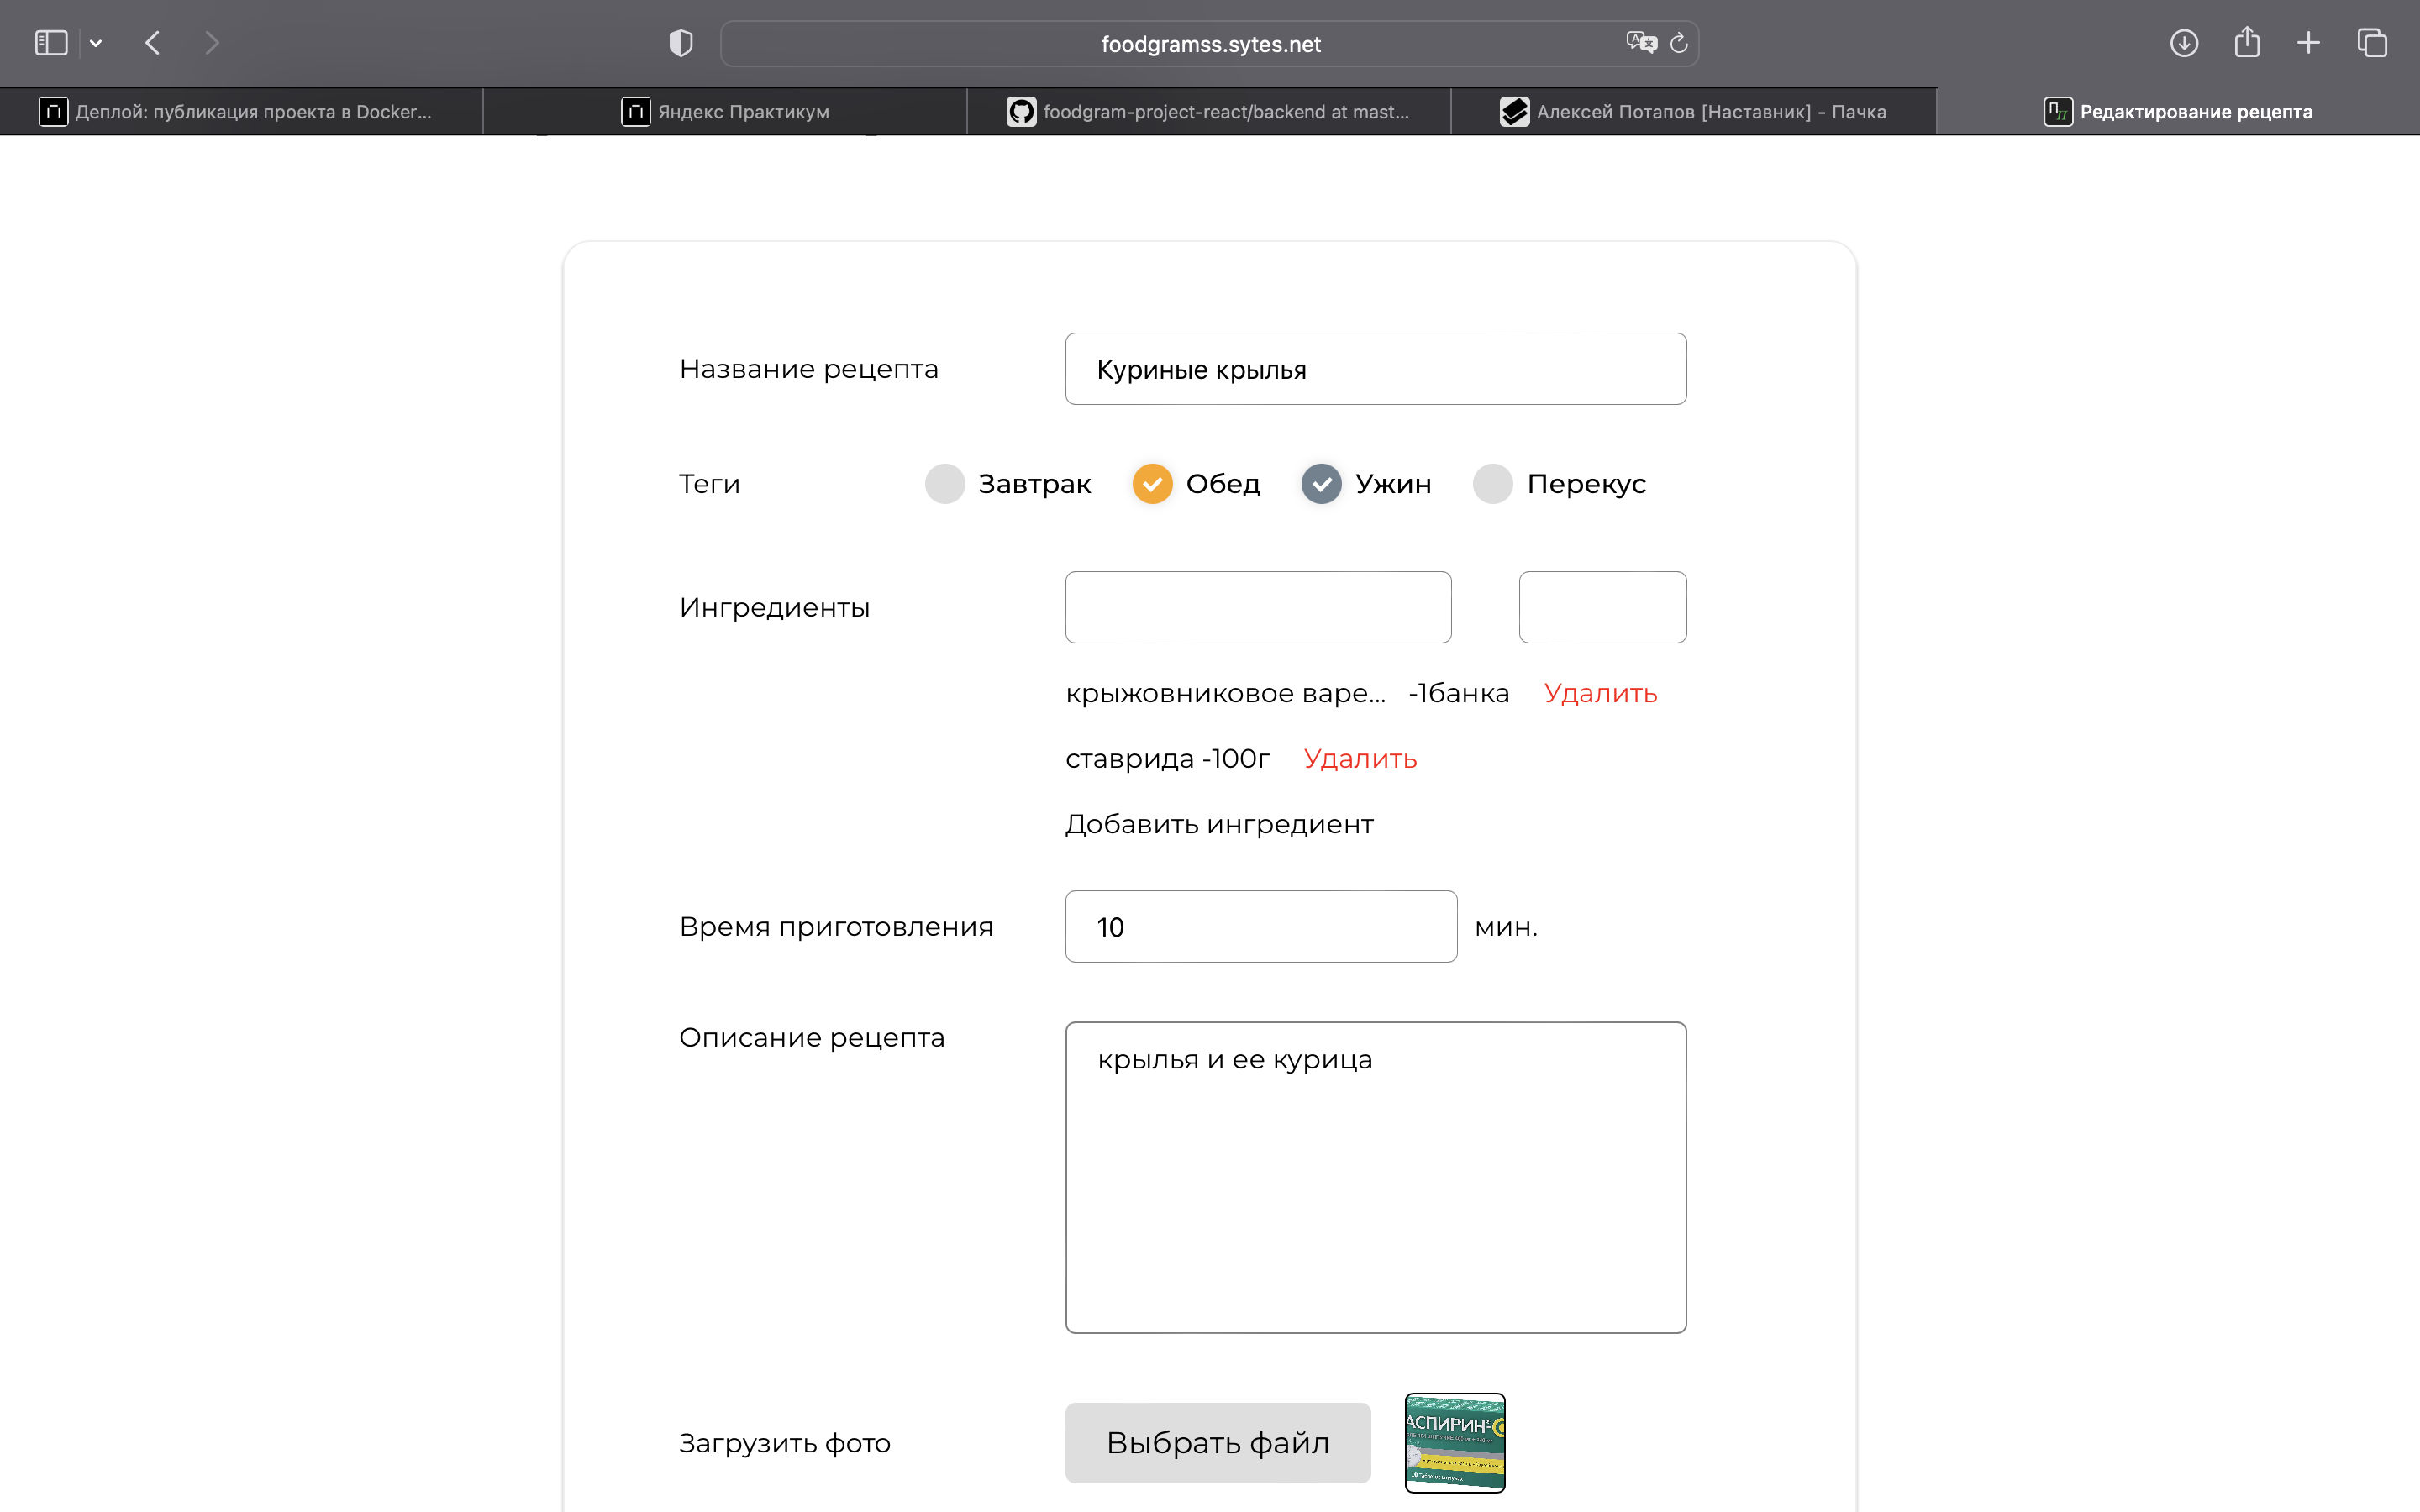 foodgramss.sytes.net
Деплой: публикация проекта в Docker...
Яндекс Практикум
foodgram-project-react/backend at mast...
Алексей Потапов [Наставник] - Пачка
Редактирование рецепта
Название рецепта
Куриные крылья
Теги
Завтрак
Обед
Ужин
Перекус
Ингредиенты
крыжовниковое варе... -1банка Удалить
ставрида -100г Удалить
Добавить ингредиент
Время приготовления
10
мин.
Описание рецепта
крылья и ее курица
Загрузить фото
Выбрать файл
АСПИРИН